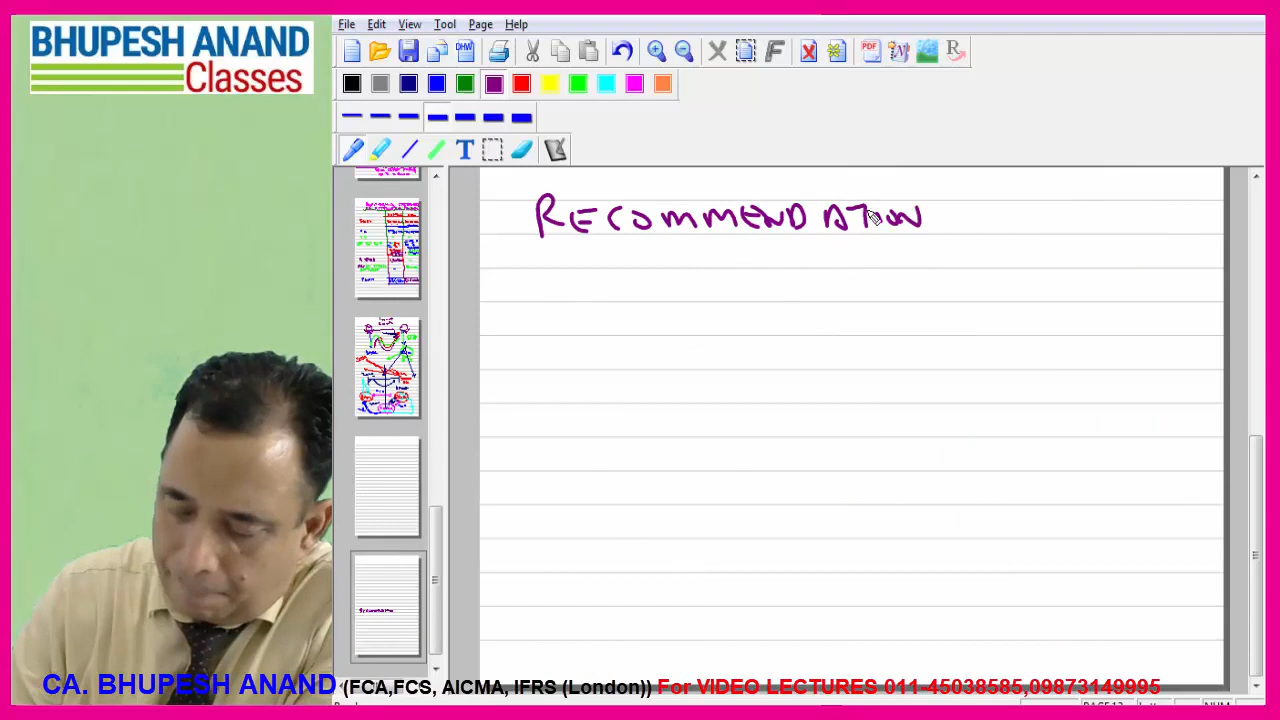 BHUPESH ANAND
Classes
File Edit View Tool Page Help
RECOMMENDATION
CA. BHUPESH ANAND (FCA,FCS, AICMA, IFRS (London)) For VIDEO LECTURES 011-45038585,09873149995